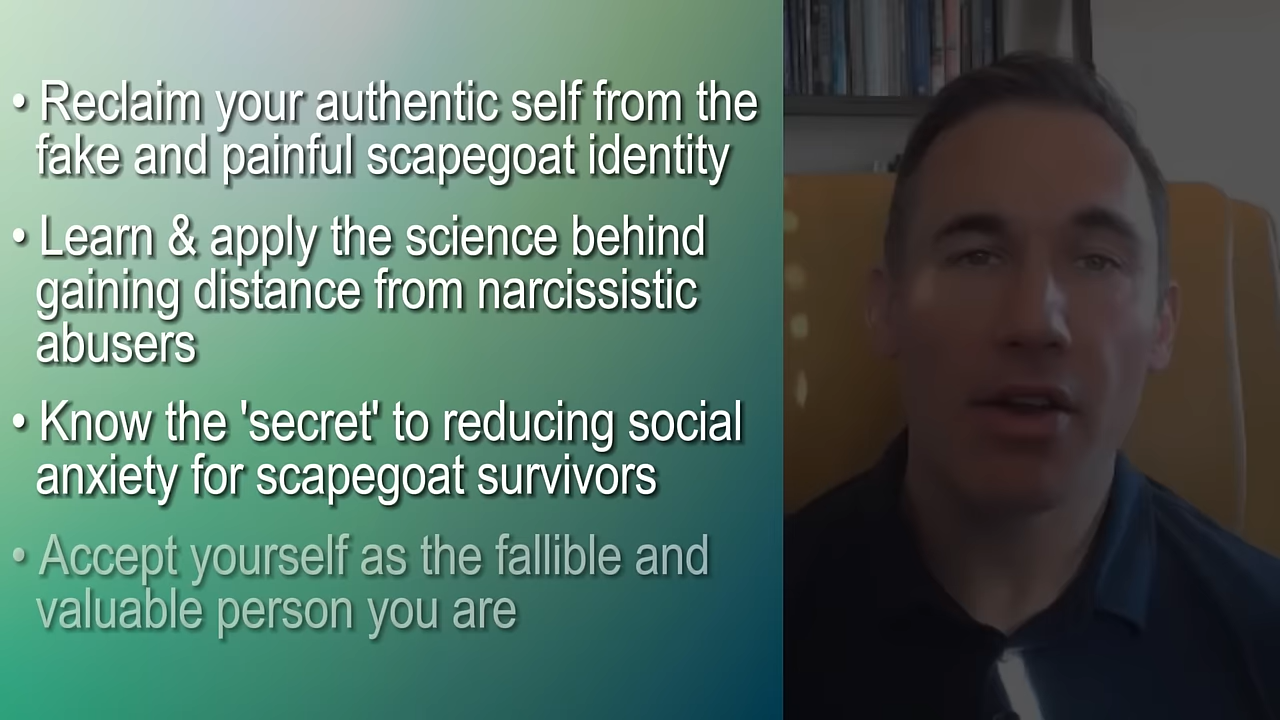 • Reclaim your authentic self from the
fake and painful scapegoat identity
• Learn & apply the science behind
gaining distance from narcissistic
abusers
• Know the 'secret' to reducing social
anxiety for scapegoat survivors
• Accept yourself as the fallible and
valuable person you are